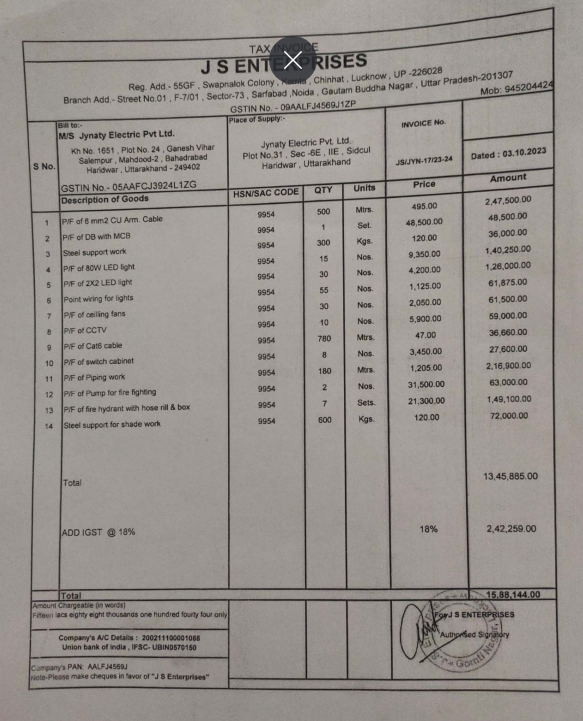 TAX INVOICE
J S ENTERPRISES
Reg. Add.- 55GF , Swapnalok Colony , Kamta , Chinhat , Lucknow , UP -226028
Branch Add.- Street No.01 , F-7/01 , Sector-73 , Sarfabad ,Noida , Gautam Buddha Nagar , Uttar Pradesh-201307
GSTIN No. - 09AALFJ4569J1ZP
Mob: 945204424
Bill to:-
M/S Jynaty Electric Pvt Ltd.
Kh No. 1651 , Plot No. 24 , Ganesh Vihar
Salempur , Mahdood-2 , Bahadrabad
Haridwar , Uttarakhand - 249402
GSTIN No.- 05AAFCJ3924L1ZG
Place of Supply:-
Jynaty Electric Pvt. Ltd.
Plot No.31 , Sec -6E , IIE , Sidcul
Haridwar , Uttarakhand
INVOICE No.
JS/JYN-17/23-24
Dated : 03.10.2023
S No. Description of Goods HSN/SAC CODE QTY Units Price Amount
1 P/F of 6 mm2 CU Arm. Cable 9954 500 Mtrs. 495.00 2,47,500.00
2 P/F of DB with MCB 9954 1 Set. 48,500.00 48,500.00
3 Steel support work 9954 300 Kgs. 120.00 36,000.00
4 P/F of 80W LED light 9954 15 Nos. 9,350.00 1,40,250.00
5 P/F of 2X2 LED light 9954 30 Nos. 4,200.00 1,26,000.00
6 Point wiring for lights 9954 55 Nos. 1,125.00 61,875.00
7 P/F of ceiling fans 9954 30 Nos. 2,050.00 61,500.00
8 P/F of CCTV 9954 10 Nos. 5,900.00 59,000.00
9 P/F of Cat6 cable 9954 780 Mtrs. 47.00 36,660.00
10 P/F of switch cabinet 9954 8 Nos. 3,450.00 27,600.00
11 P/F of Piping work 9954 180 Mtrs. 1,205.00 2,16,900.00
12 P/F of Pump for fire fighting 9954 2 Nos. 31,500.00 63,000.00
13 P/F of fire hydrant with hose rill & box 9954 7 Sets. 21,300.00 1,49,100.00
14 Steel support for shade work 9954 600 Kgs. 120.00 72,000.00
Total 13,45,885.00
ADD IGST @ 18% 18% 2,42,259.00
Total 15,88,144.00
Amount Chargeable (in words)
Fifteen lacs eighty eight thousands one hundred fourty four only
Company's A/C Details : 200211100001088
Union bank of india , IFSC- UBIN0570150
Company's PAN: AALFJ4569J
Note-Please make cheques in favor of "J S Enterprises"
For J S ENTERPRISES
Authorised Signatory
Gomti Nagar,